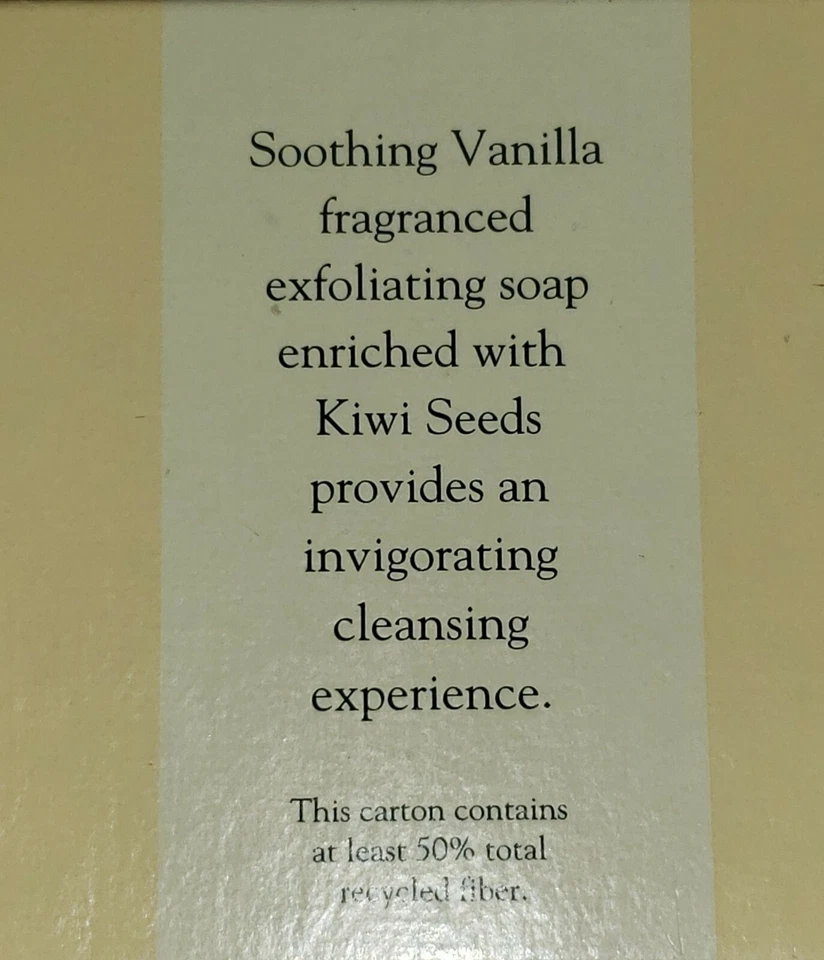 Soothing Vanilla
fragranced
exfoliating soap
enriched with
Kiwi Seeds
provides an
invigorating
cleansing
experience.
This carton contains
at least 50% total
recycled fiber.